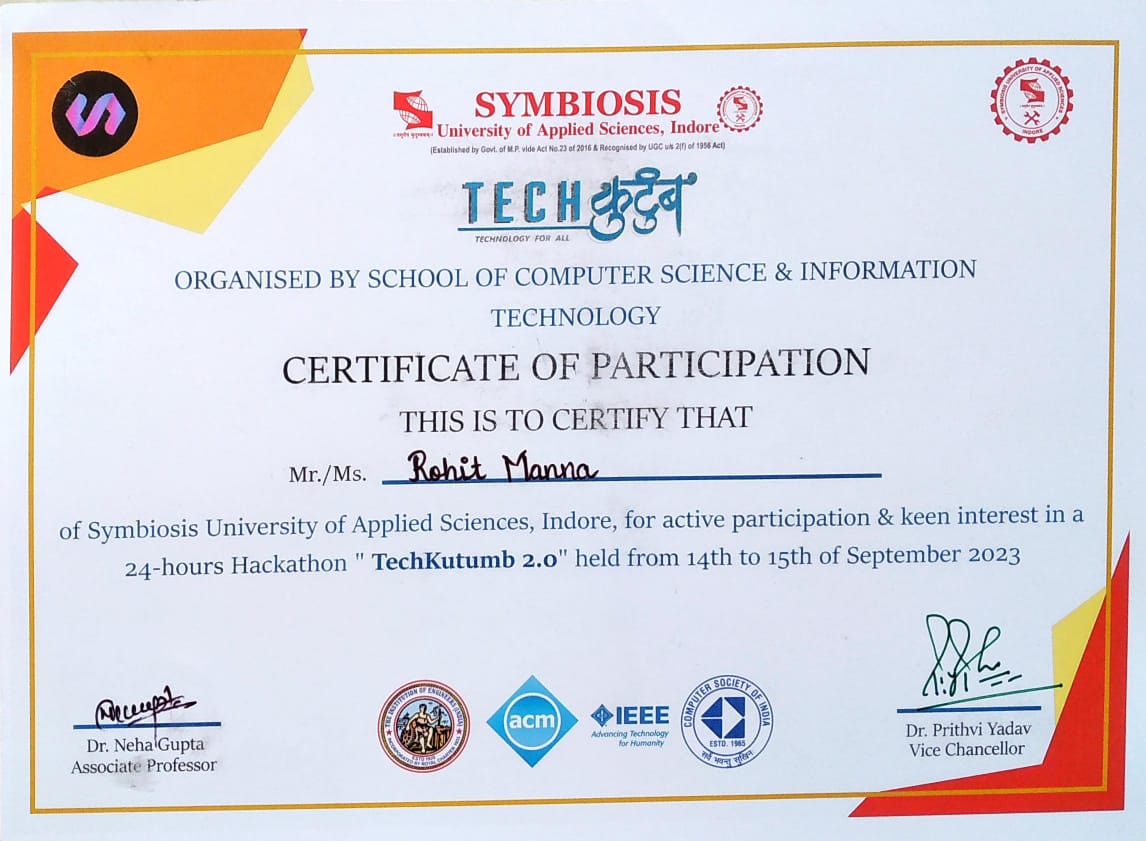 SYMBIOSIS
University of Applied Sciences, Indore
(Established by Govt. of M.P. vide Act No.23 of 2016 & Recognised by UGC u/s 2(f) of 1956 Act)
SYMBIOSIS UNIVERSITY OF APPLIED SCIENCES
INDORE
TECH कुटुंब
TECHNOLOGY FOR ALL
ORGANISED BY SCHOOL OF COMPUTER SCIENCE & INFORMATION
TECHNOLOGY
CERTIFICATE OF PARTICIPATION
THIS IS TO CERTIFY THAT
Mr./Ms. Rohit Manna
of Symbiosis University of Applied Sciences, Indore, for active participation & keen interest in a
24-hours Hackathon " TechKutumb 2.0" held from 14th to 15th of September 2023
Dr. Neha Gupta
Associate Professor
THE INSTITUTION OF ENGINEERS (INDIA)
INCORPORATED BY ROYAL CHARTER 1935
acm
IEEE
Advancing Technology
for Humanity
COMPUTER SOCIETY OF INDIA
ESTD. 1965
Dr. Prithvi Yadav
Vice Chancellor